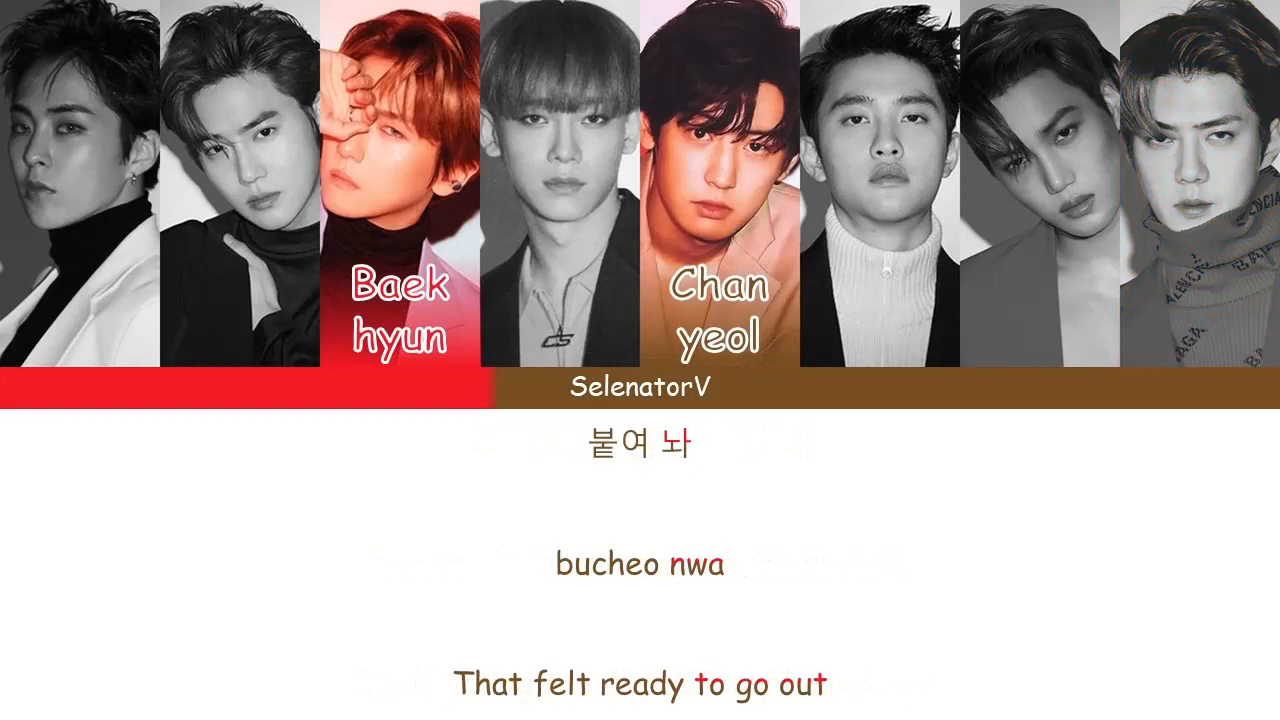 Baek
hyun
Chan
yeol
SelenatorV
붙여 놔
bucheo nwa
That felt ready to go out